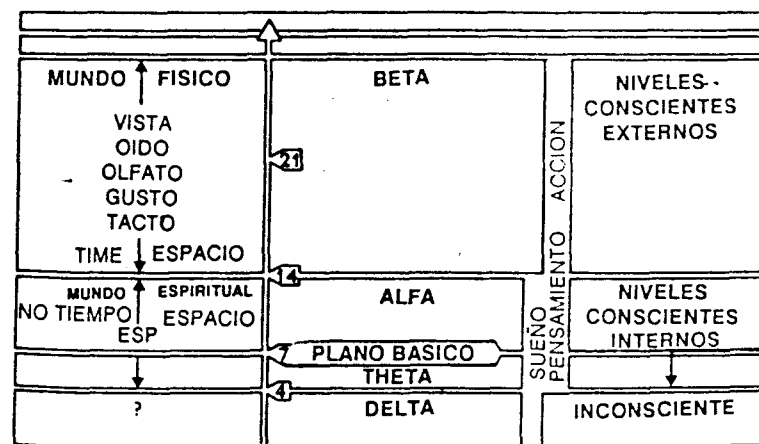 MUNDO FISICO
VISTA
OIDO
OLFATO
GUSTO
TACTO
TIME ESPACIO
MUNDO ESPIRITUAL
NO TIEMPO ESPACIO
ESP
?
21
14
7
4
BETA
ALFA
PLANO BASICO
THETA
DELTA
SUEÑO
PENSAMIENTO ACCION
NIVELES
CONSCIENTES
EXTERNOS
NIVELES
CONSCIENTES
INTERNOS
INCONSCIENTE